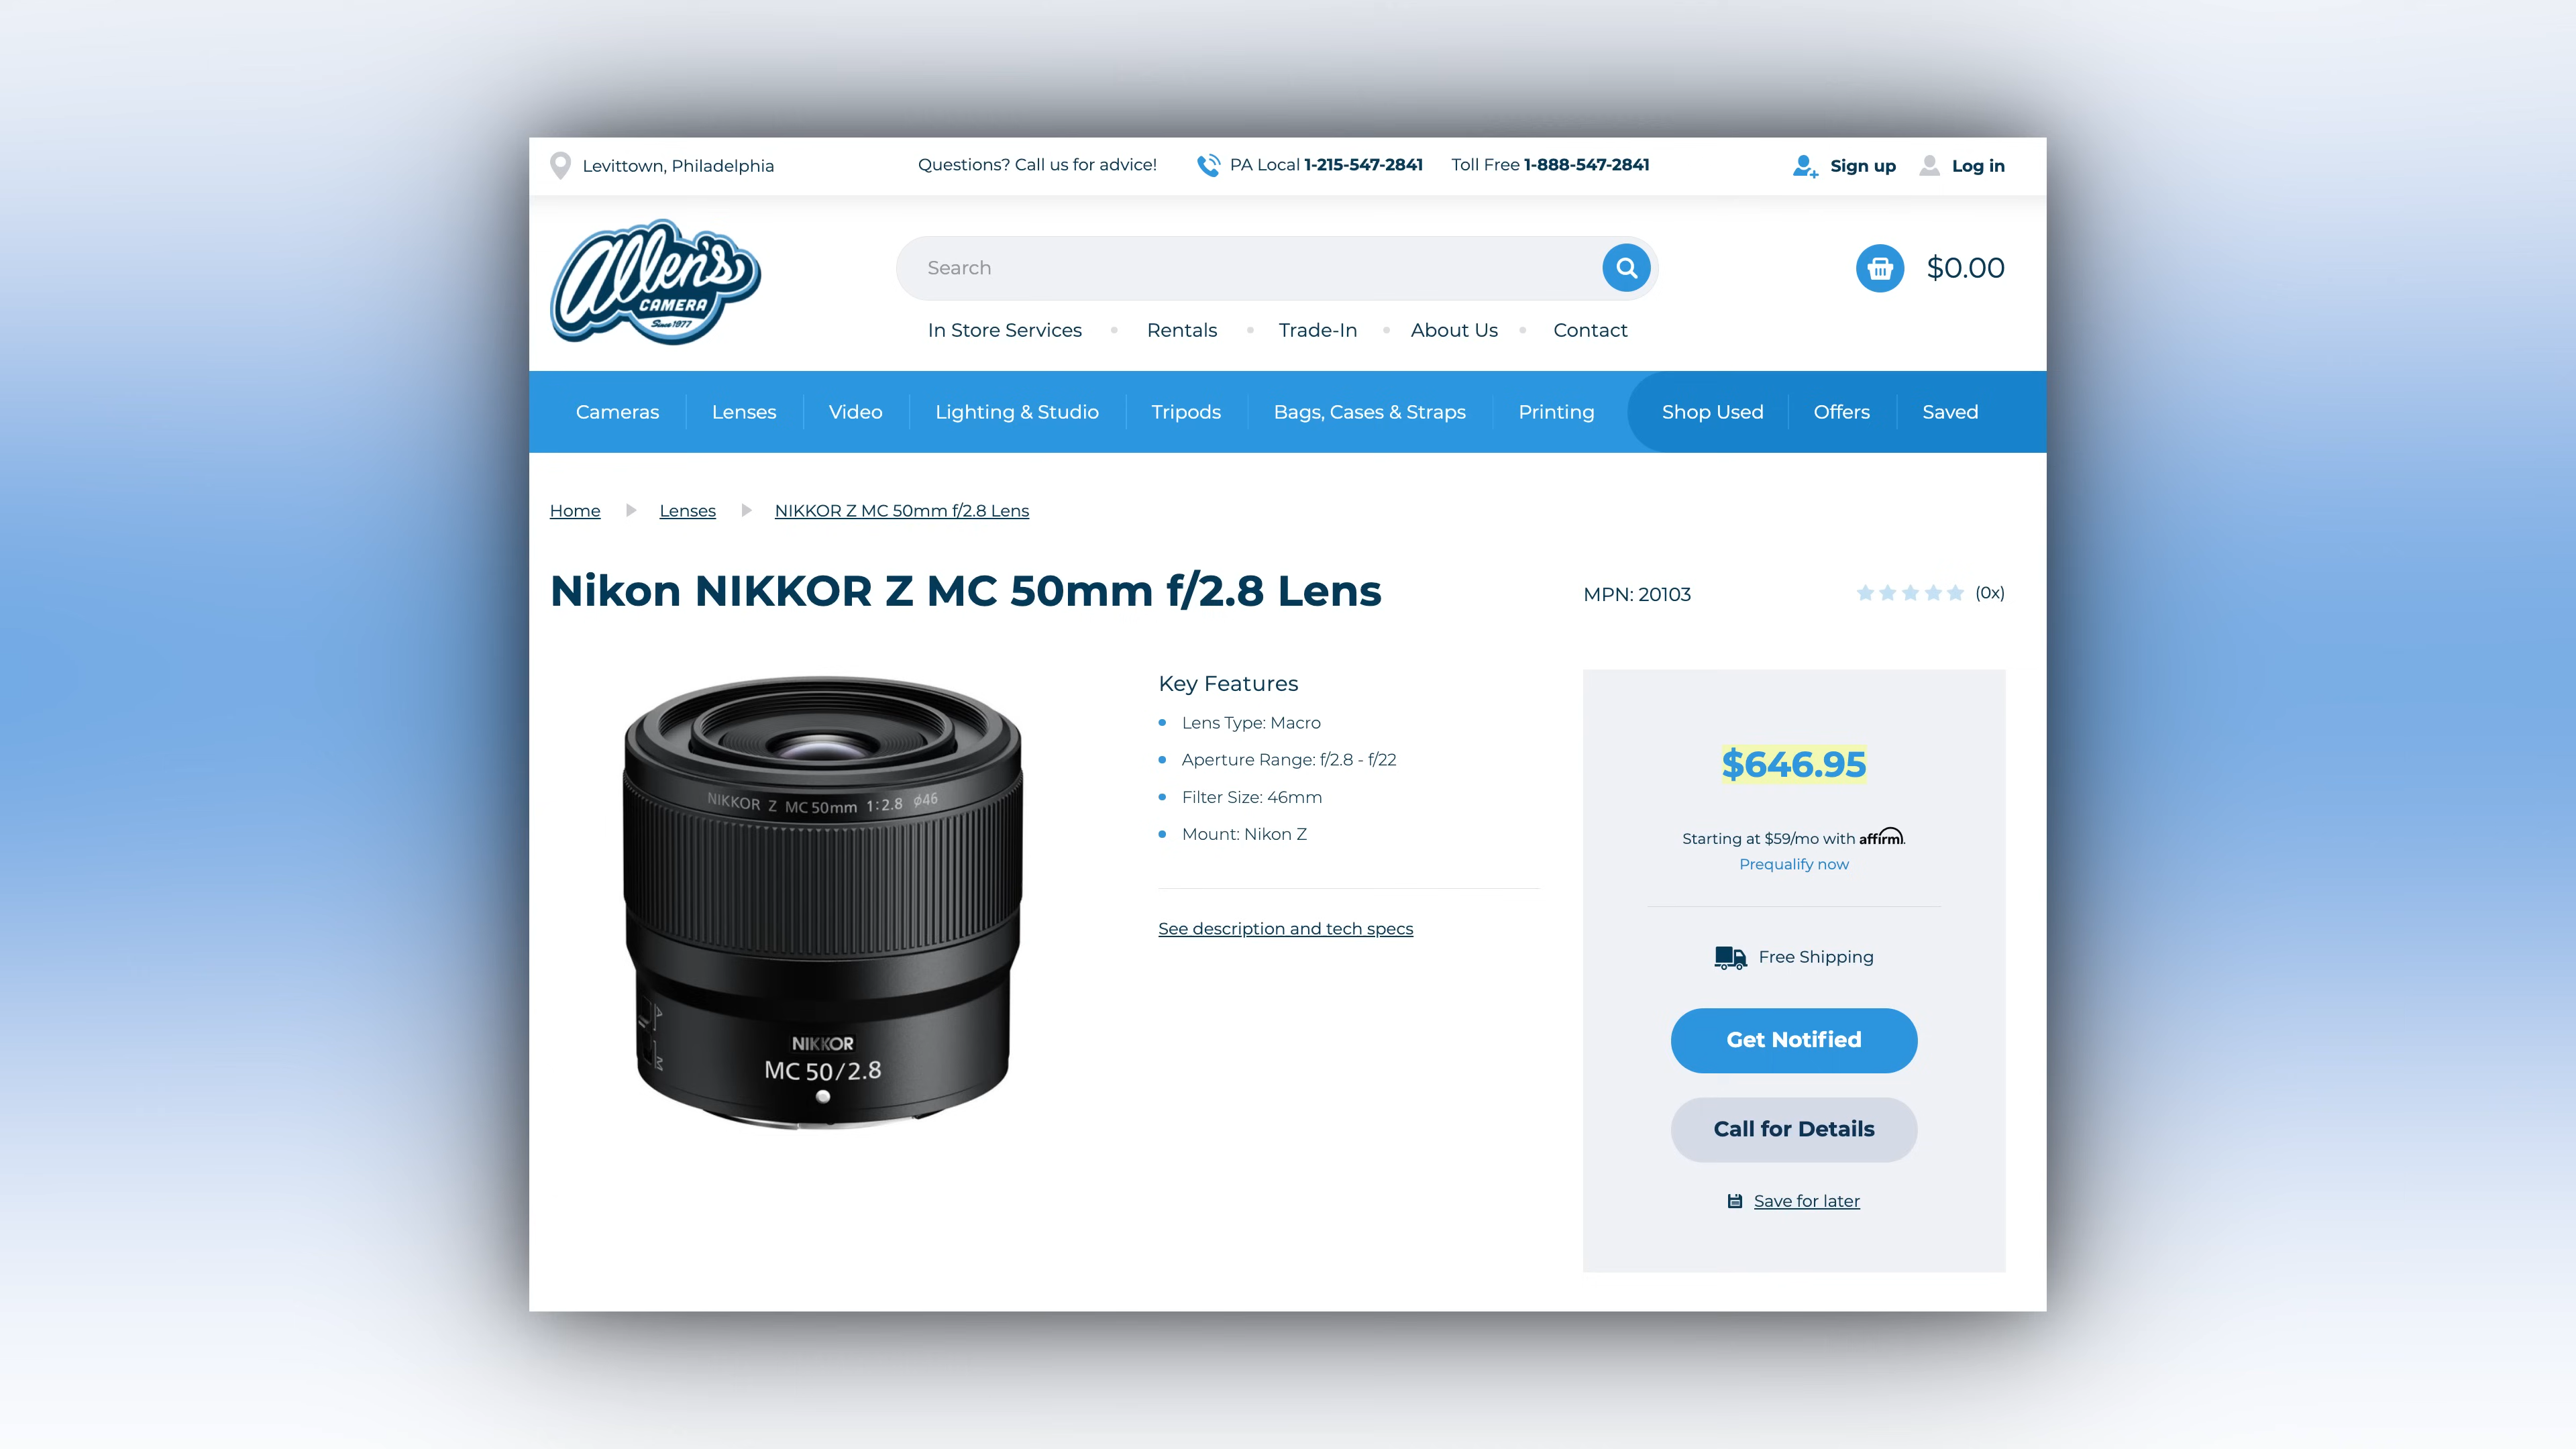 Levittown, Philadelphia
Questions? Call us for advice!
PA Local 1-215-547-2841
Toll Free 1-888-547-2841
Sign up
Log in
Allen's
CAMERA
Since 1977
Search
$0.00
In Store Services
Rentals
Trade-In
About Us
Contact
Cameras
Lenses
Video
Lighting & Studio
Tripods
Bags, Cases & Straps
Printing
Shop Used
Offers
Saved
Home
Lenses
NIKKOR Z MC 50mm f/2.8 Lens
Nikon NIKKOR Z MC 50mm f/2.8 Lens
MPN: 20103
(0x)
NIKKOR Z MC 50mm 1:2.8 ⌀46
A
M
NIKKOR
MC 50/2.8
Key Features
Lens Type: Macro
Aperture Range: f/2.8 - f/22
Filter Size: 46mm
Mount: Nikon Z
See description and tech specs
$646.95
Starting at $59/mo with affirm.
Prequalify now
Free Shipping
Get Notified
Call for Details
Save for later